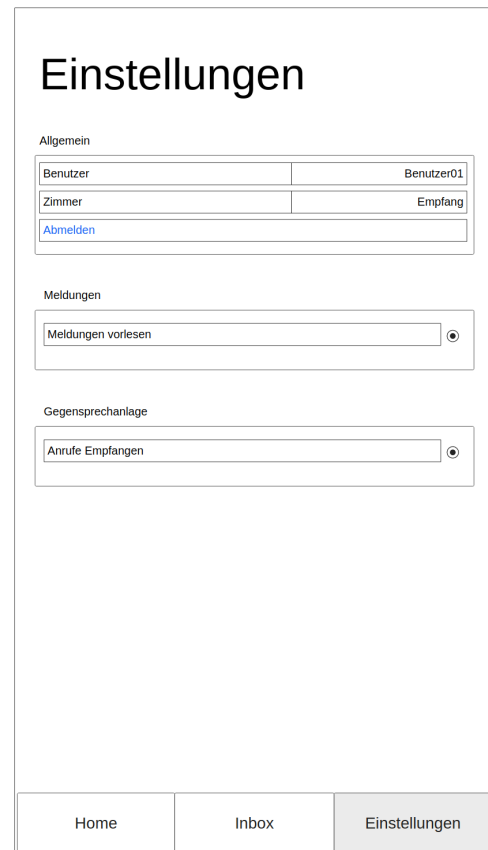 Einstellungen
Allgemein
Benutzer Benutzer01
Zimmer Empfang
Abmelden
Meldungen
Meldungen vorlesen
Gegensprechanlage
Anrufe Empfangen
Home Inbox Einstellungen